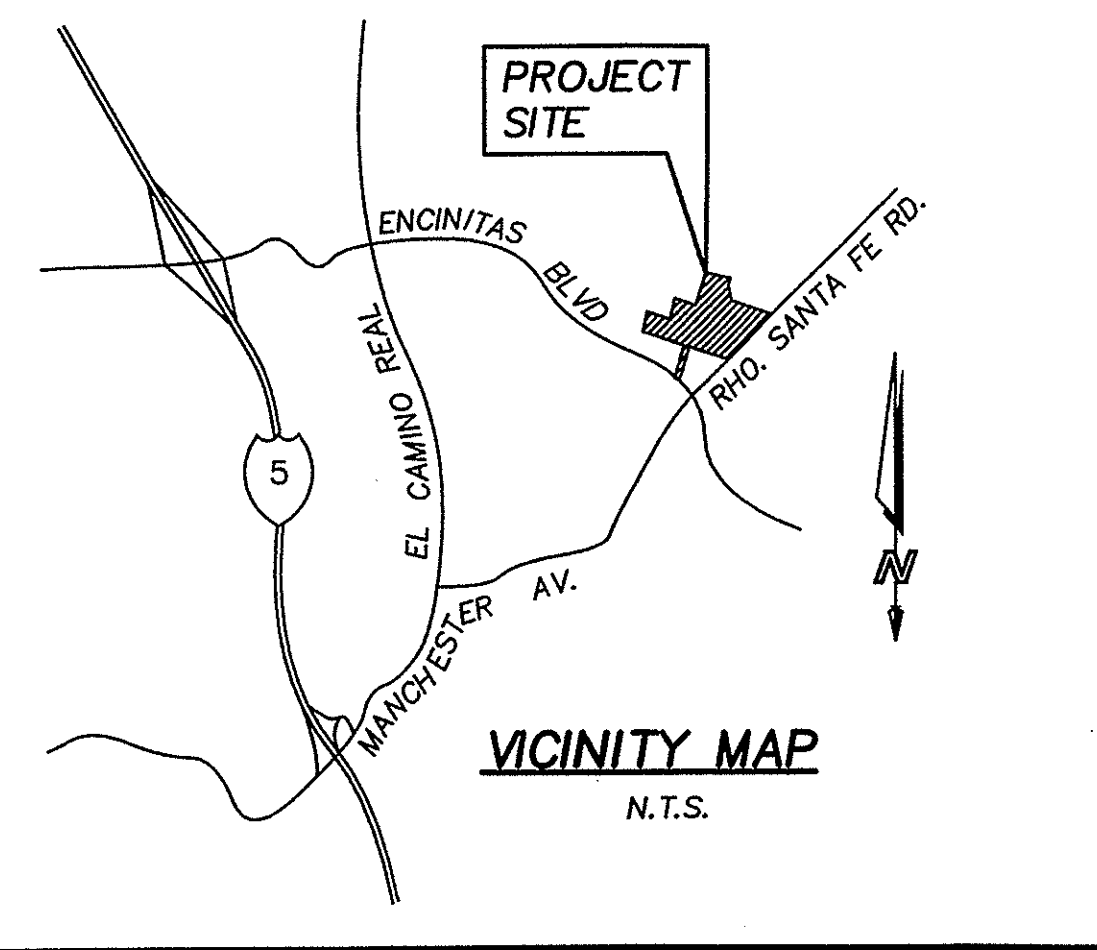 PROJECT
SITE
ENCINITAS
BLVD
RHO. SANTA FE RD.
EL CAMINO REAL
5
MANCHESTER AV.
N
VICINITY MAP
N.T.S.